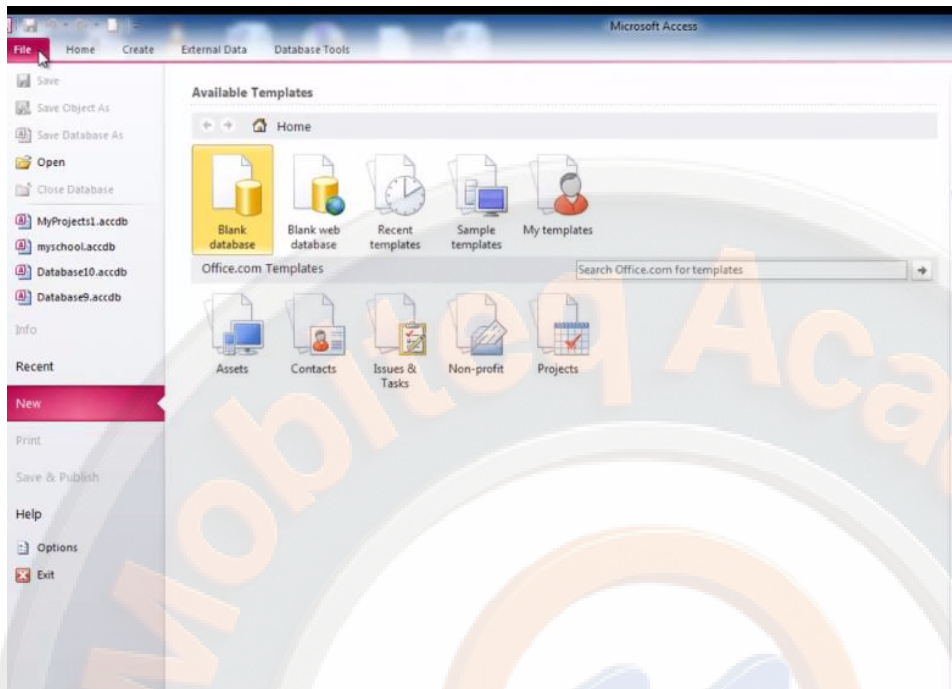 Microsoft Access
File Home Create External Data Database Tools
Save
Save Object As
Save Database As
Open
Close Database
MyProjects1.accdb
myschool.accdb
Database10.accdb
Database9.accdb
Info
Recent
New
Print
Save & Publish
Help
Options
Exit
Available Templates
Home
Blank database
Blank web database
Recent templates
Sample templates
My templates
Office.com Templates
Search Office.com for templates
Assets
Contacts
Issues & Tasks
Non-profit
Projects
Mobiteq Aca